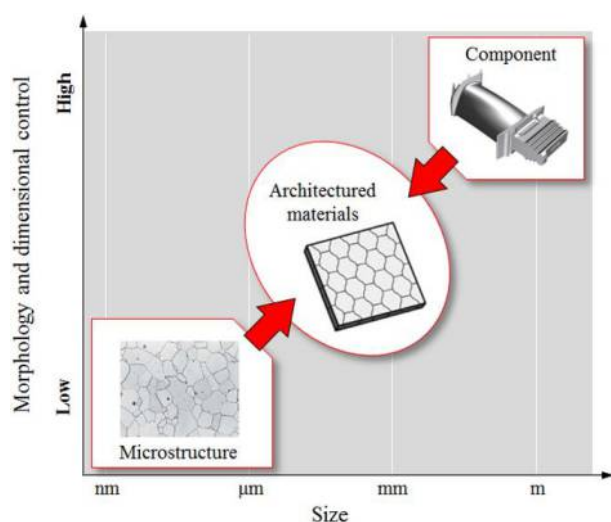 Morphology and dimensional control
High
Low
Component
Architectured
materials
Microstructure
nm
μm
mm
m
Size